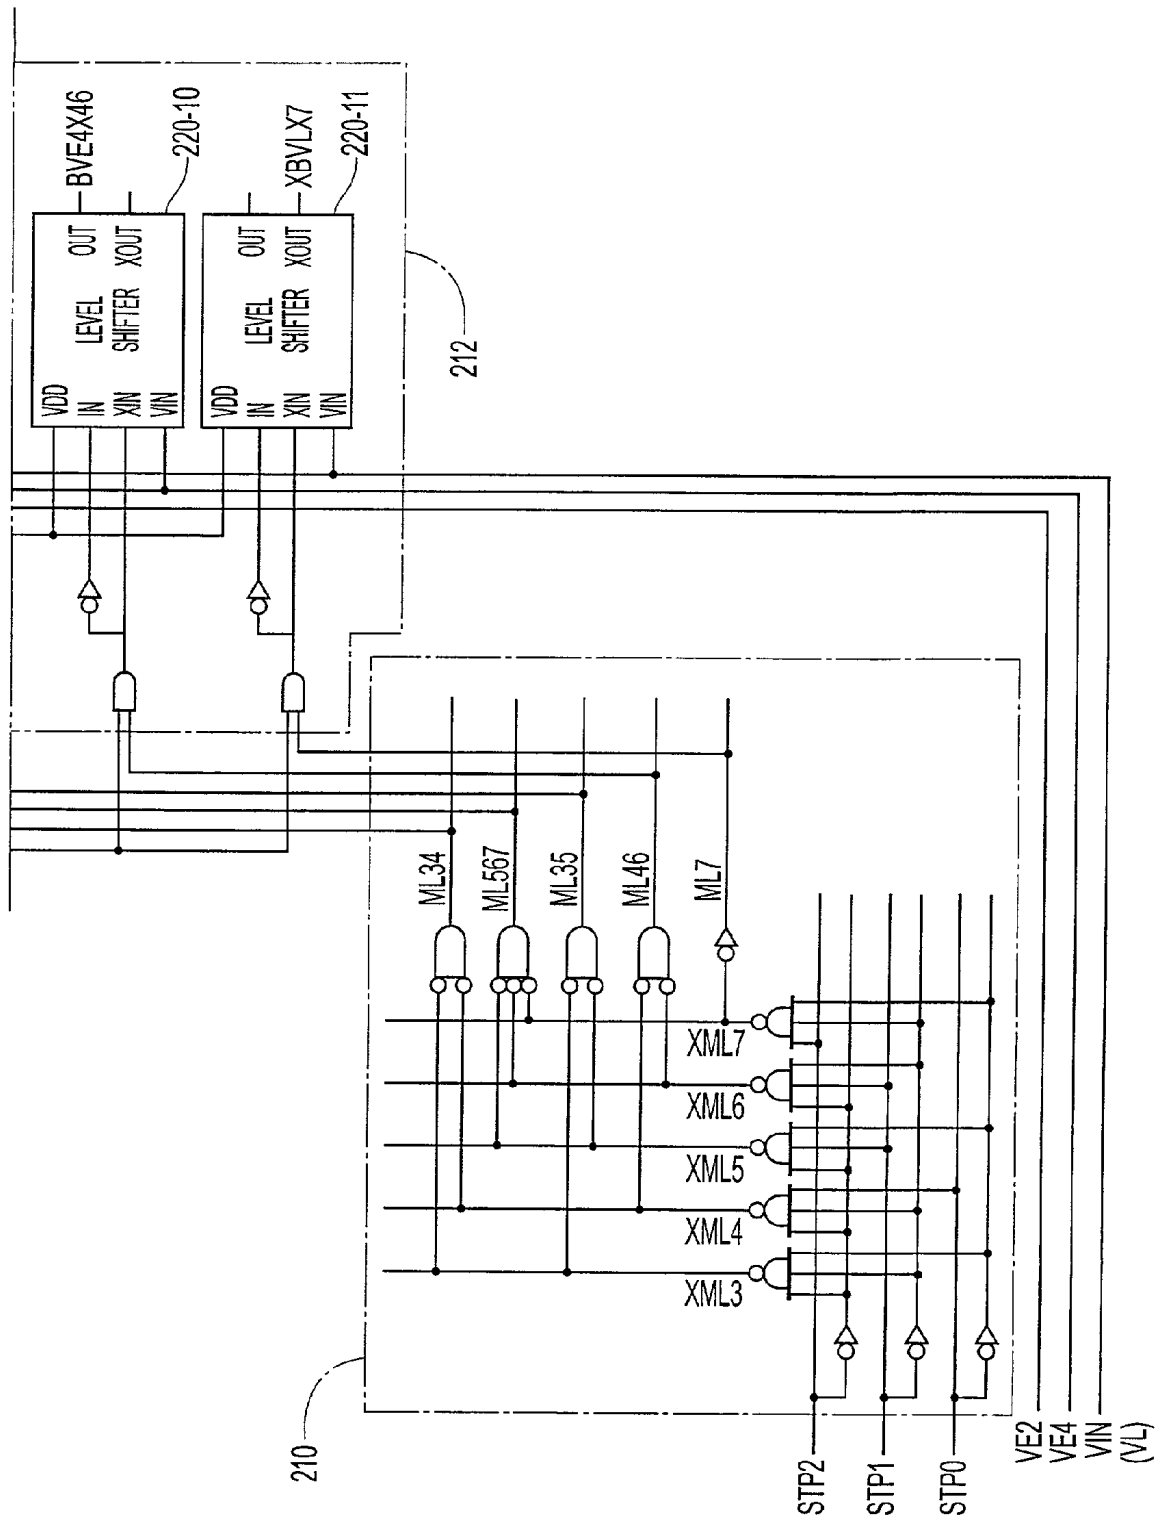 BVE4X46
220-10
VDD
IN
XIN
VIN
LEVEL
SHIFTER
OUT
XOUT
XBVLX7
220-11
VDD
IN
XIN
VIN
LEVEL
SHIFTER
OUT
XOUT
212
ML34
ML567
ML35
ML46
ML7
XML7
XML6
XML5
XML4
XML3
210
STP2
STP1
STP0
VE2
VE4
VIN
(VL)